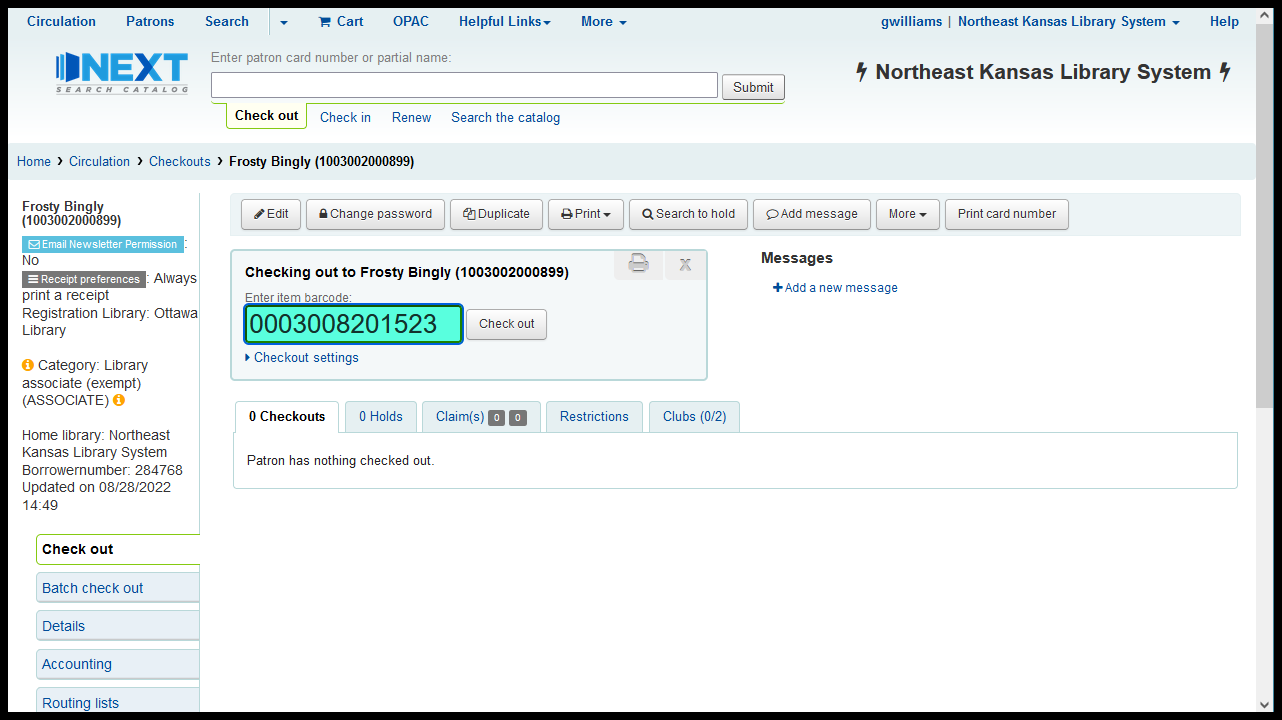 Circulation Patrons Search Cart OPAC Helpful Links More gwilliams | Northeast Kansas Library System Help
NEXT
SEARCH CATALOG
Enter patron card number or partial name:
Submit
Northeast Kansas Library System
Check out Check in Renew Search the catalog
Home › Circulation › Checkouts › Frosty Bingly (1003002000899)
Frosty Bingly
(1003002000899)
Email Newsletter Permission :
No
Receipt preferences : Always
print a receipt
Registration Library: Ottawa
Library
Category: Library
associate (exempt)
(ASSOCIATE)
Home library: Northeast
Kansas Library System
Borrowernumber: 284768
Updated on 08/28/2022
14:49
Check out
Batch check out
Details
Accounting
Routing lists
Edit Change password Duplicate Print Search to hold Add message More Print card number
Checking out to Frosty Bingly (1003002000899)
X
Enter item barcode:
0003008201523 Check out
Checkout settings
Messages
+ Add a new message
0 Checkouts 0 Holds Claim(s) 0 0 Restrictions Clubs (0/2)
Patron has nothing checked out.